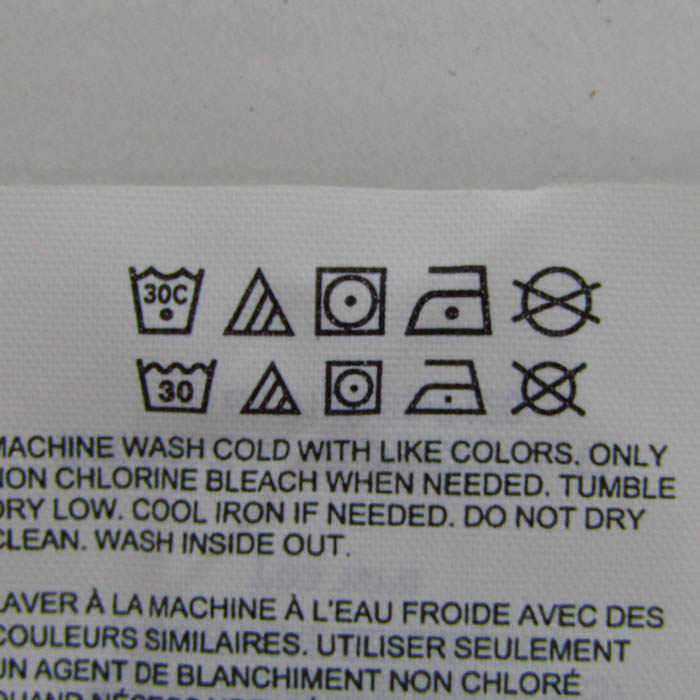 30C
30
MACHINE WASH COLD WITH LIKE COLORS. ONLY
NON CHLORINE BLEACH WHEN NEEDED. TUMBLE
DRY LOW. COOL IRON IF NEEDED. DO NOT DRY
CLEAN. WASH INSIDE OUT.
LAVER À LA MACHINE À L'EAU FROIDE AVEC DES
COULEURS SIMILAIRES. UTILISER SEULEMENT
UN AGENT DE BLANCHIMENT NON CHLORÉ
QUAND